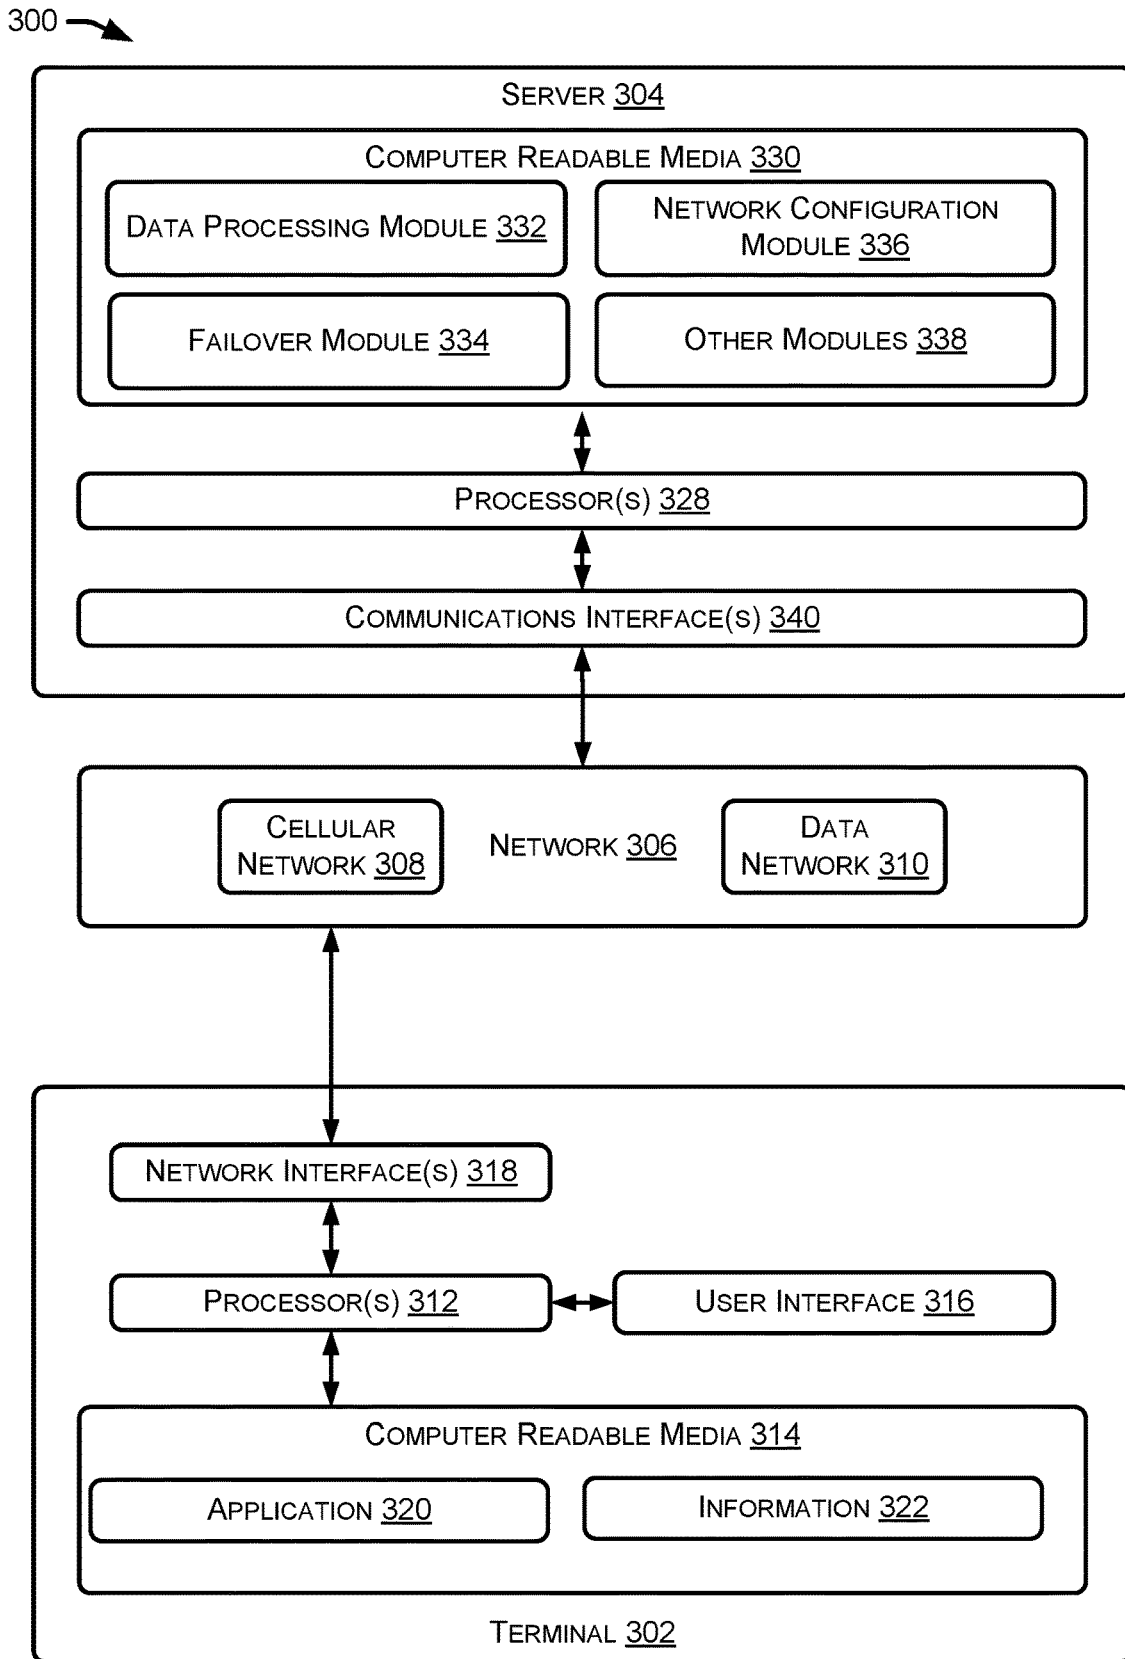 300
SERVER 304
COMPUTER READABLE MEDIA 330
DATA PROCESSING MODULE 332
NETWORK CONFIGURATION
MODULE 336
FAILOVER MODULE 334
OTHER MODULES 338
PROCESSOR(S) 328
COMMUNICATIONS INTERFACE(S) 340
CELLULAR
NETWORK 308
NETWORK 306
DATA
NETWORK 310
NETWORK INTERFACE(S) 318
PROCESSOR(S) 312
USER INTERFACE 316
COMPUTER READABLE MEDIA 314
APPLICATION 320
INFORMATION 322
TERMINAL 302